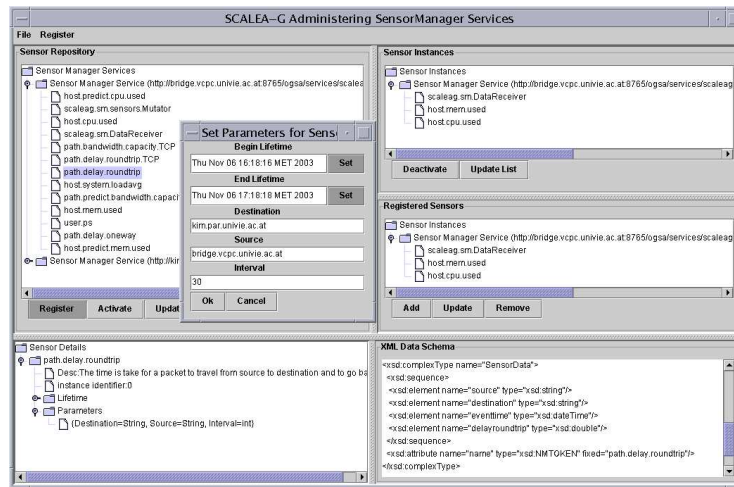 SCALEA–G Administering SensorManager Services
File Register
Sensor Repository
Sensor Manager Services
Sensor Manager Service (http://bridge.vcpc.univie.ac.at:8765/ogsa/services/scalea
host.predict.cpu.used
scaleag.sm.sensors.Mutator
host.cpu.used
scaleag.sm.DataReceiver
path.bandwidth.capacity.TCP
path.delay.roundtrip.TCP
path.delay.roundtrip
host.system.loadavg
path.predict.bandwidth.capaci
host.mem.used
user.ps
path.delay.oneway
host.predict.mem.used
Sensor Manager Service (http://kir
Register Activate Updat
Set Parameters for Sens
Begin Lifetime
Thu Nov 06 16:18:16 MET 2003 Set
End Lifetime
Thu Nov 06 17:18:18 MET 2003 Set
Destination
kim.par.univie.ac.at
Source
bridge.vcpc.univie.ac.at
Interval
30
Ok Cancel
Sensor Instances
Sensor Instances
Sensor Manager Service (http://bridge.vcpc.univie.ac.at:8765/ogsa/services/scaleag
scaleag.sm.DataReceiver
host.mem.used
host.cpu.used
Deactivate Update List
Registered Sensors
Sensor Instances
Sensor Manager Service (http://bridge.vcpc.univie.ac.at:8765/ogsa/services/scaleag
scaleag.sm.DataReceiver
host.mem.used
host.cpu.used
Add Update Remove
Sensor Details
path.delay.roundtrip
Desc:The time is take for a packet to travel from source to destination and to go ba
instance identifier:0
Lifetime
Parameters
{Destination=String, Source=String, Interval=int}
XML Data Schema
<xsd:complexType name="SensorData">
<xsd:sequence>
<xsd:element name="source" type="xsd:string"/>
<xsd:element name="destination" type="xsd:string"/>
<xsd:element name="eventtime" type="xsd:dateTime"/>
<xsd:element name="delayroundtrip" type="xsd:double"/>
</xsd:sequence>
<xsd:attribute name="name" type="xsd:NMTOKEN" fixed="path.delay.roundtrip"/>
</xsd:complexType>